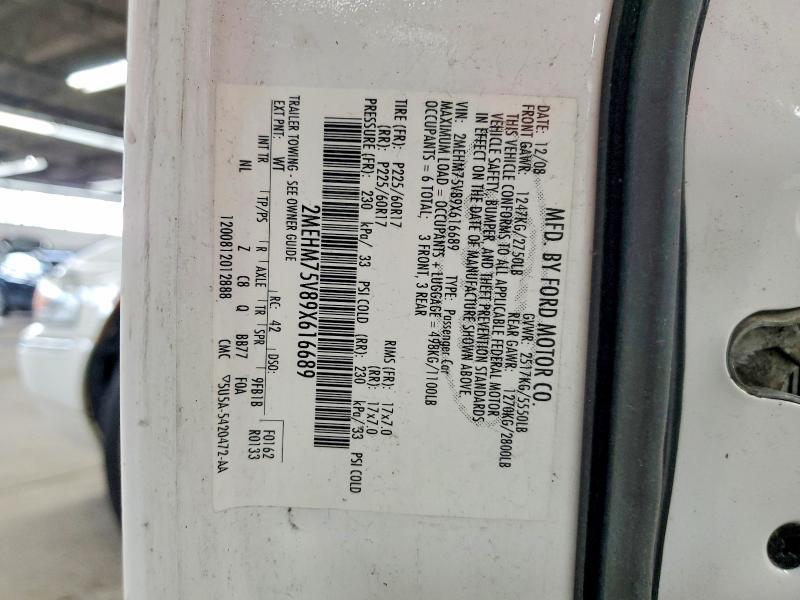 MFD. BY FORD MOTOR CO.
DATE: 12/08 GVWR: 2517KG/5550LB
FRONT GAWR: 1247KG/2750LB REAR GAWR: 1270KG/2800LB
THIS VEHICLE CONFORMS TO ALL APPLICABLE FEDERAL MOTOR
VEHICLE SAFETY, BUMPER, AND THEFT PREVENTION STANDARDS
IN EFFECT ON THE DATE OF MANUFACTURE SHOWN ABOVE.
VIN: 2MEHM75V89X616689 TYPE: Passenger Car
MAXIMUM LOAD = OCCUPANTS + LUGGAGE = 498KG/1100LB
OCCUPANTS = 6 TOTAL: 3 FRONT, 3 REAR
TIRE (FR): P225/60R17 RIMS (FR): 17x7.0
(RR): P225/60R17 (RR): 17x7.0
PRESSURE (FR): 230 kPa/ 33 PSI COLD (RR): 230 kPa/33 PSI COLD
2MEHM75V89X616689
TRAILER TOWING - SEE OWNER GUIDE
EXT PNT: WT RC: 42 DSO: F0162
R0133
INT TR TP/PS R AXLE TR SPR 9FB1B
NL Z C8 Q BB77 FOA
1200812012888 CMC ▽5U5A-5420472-AA